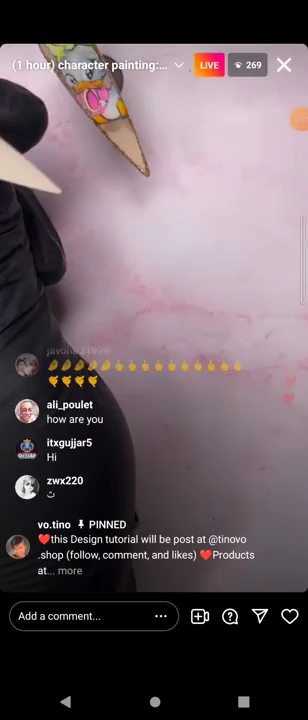 (1 hour) character painting:...
LIVE
269
javohir_1999
🤌🤌🤌🤌🤌👆👆👆👆👆👆👆👆👆👆
🤙🤙🤙🤙
ali_poulet
how are you
itxgujjar5
Hi
zwx220
ث
vo.tino PINNED
❤️this Design tutorial will be post at @tinovo
.shop (follow, comment, and likes) ❤️Products
at... more
Add a comment...